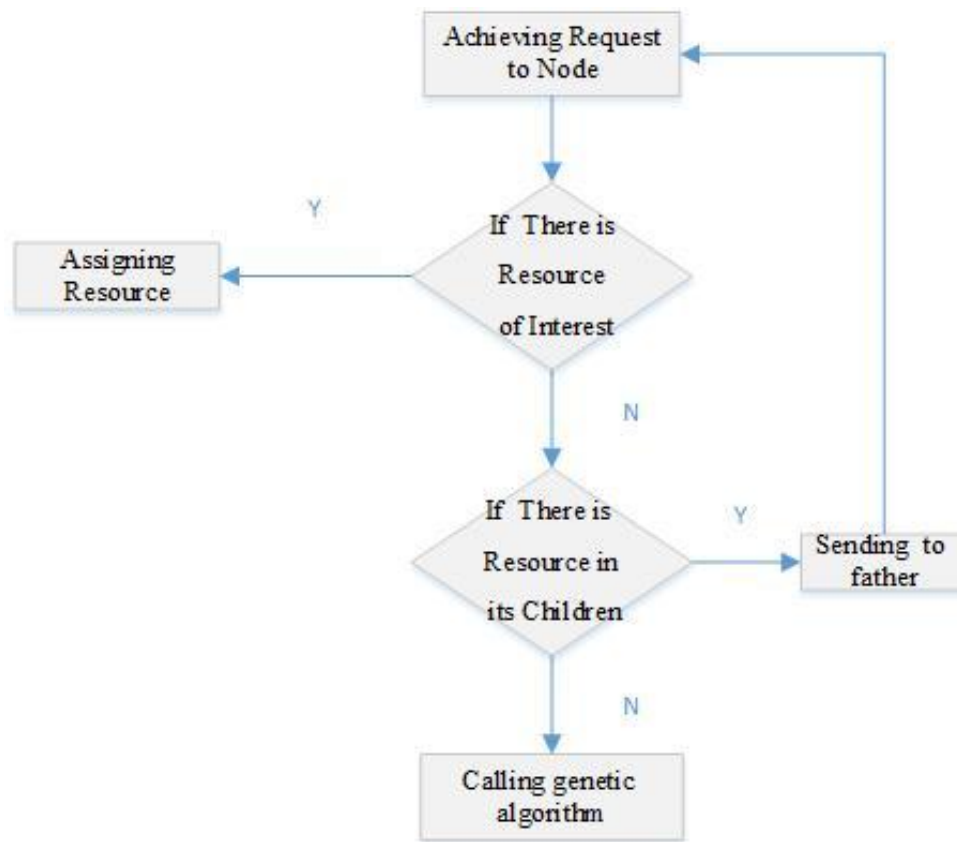 Achieving Request
to Node
Y
If There is
Resource
of Interest
Assigning
Resource
N
If There is
Resource in
its Children
Y
Sending to
father
N
Calling genetic
algorithm